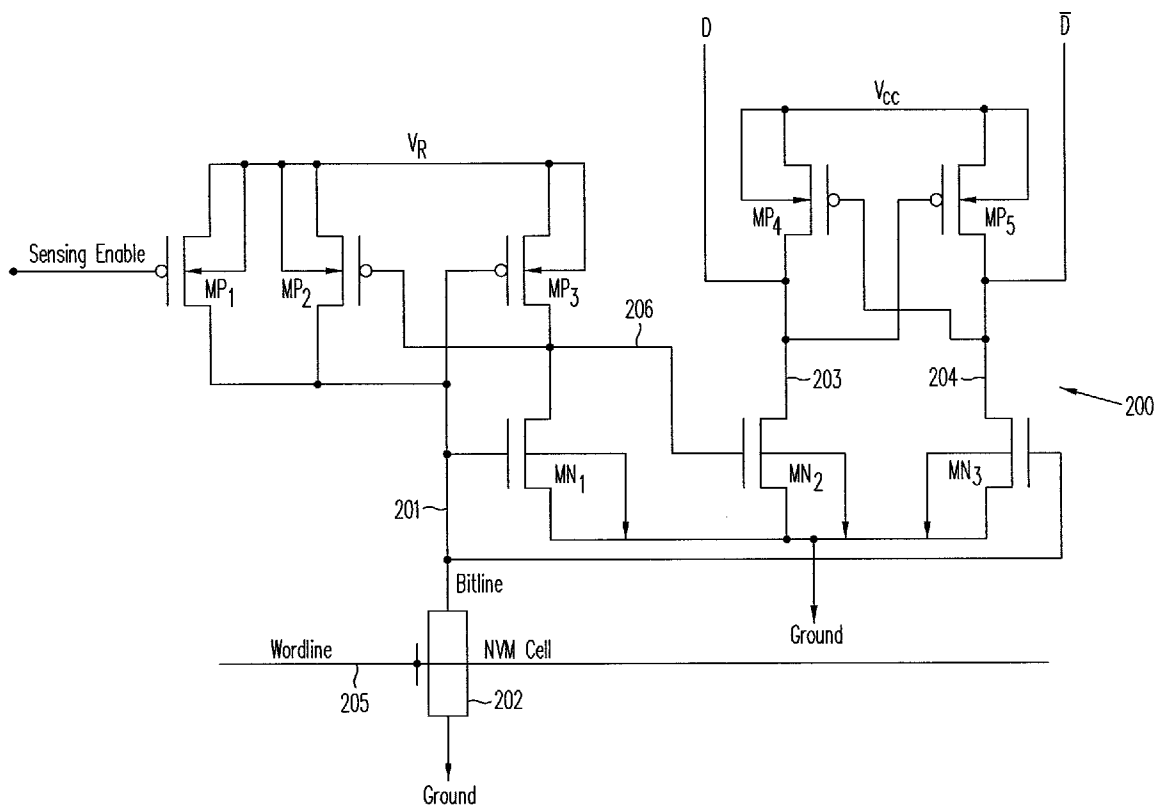 D D̅
V_CC
V_R
Sensing Enable
MP_1 MP_2 MP_3
MP_4 MP_5
206
203 204
200
MN_1 MN_2 MN_3
201
Bitline
Ground
Wordline NVM Cell
205 202
Ground